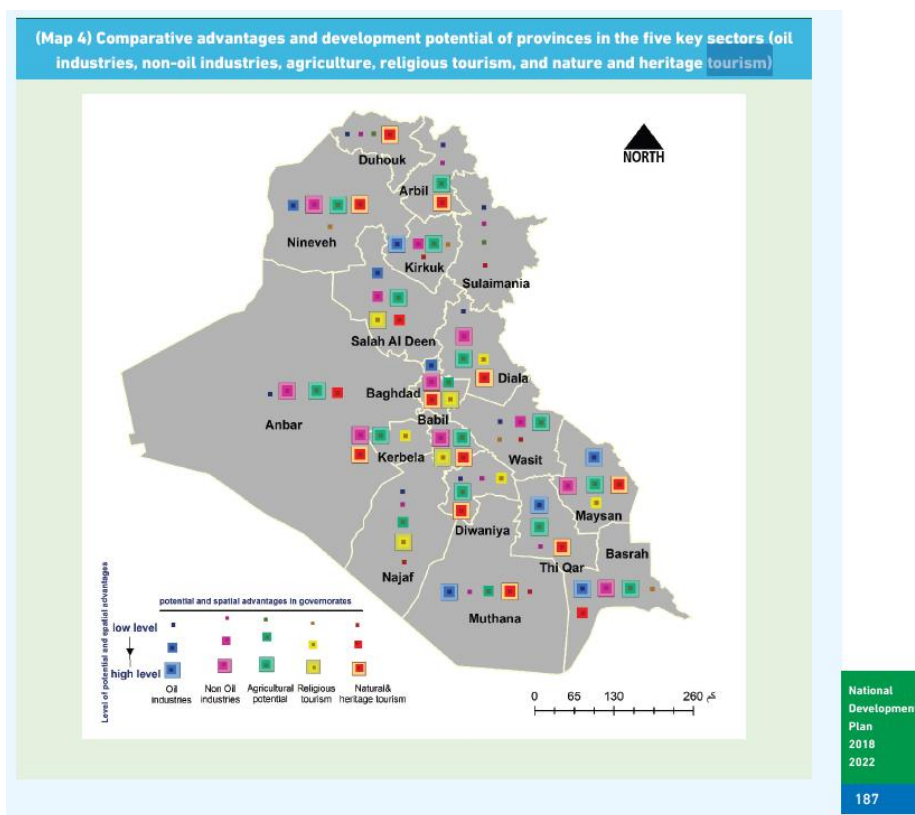 (Map 4) Comparative advantages and development potential of provinces in the five key sectors (oil
industries, non-oil industries, agriculture, religious tourism, and nature and heritage tourism)
NORTH
Duhouk
Arbil
Nineveh
Kirkuk
Sulaimania
Salah Al Deen
Diala
Baghdad
Anbar
Babil
Kerbela
Wasit
Maysan
Diwaniya
Basrah
Thi Qar
Najaf
Muthana
Level of potential and spatial advantages
potential and spatial advantages in governorates
low level
high level
Oil
industries
Non Oil
industries
Agricultural
potential
Religious
tourism
Natural&
heritage tourism
0 65 130 260
National
Development
Plan
2018
2022
187